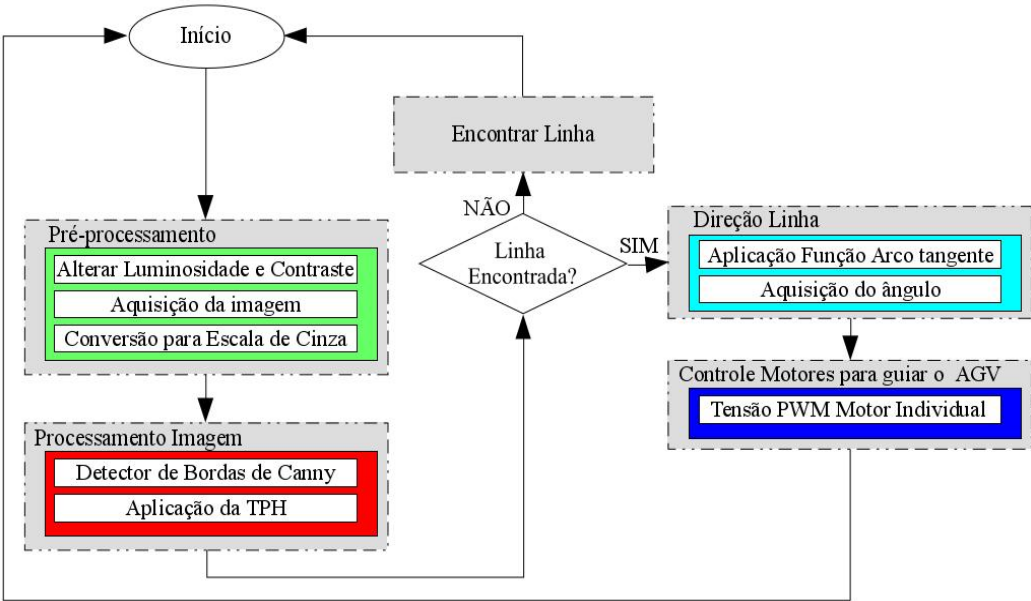 Início
Pré-processamento
Alterar Luminosidade e Contraste
Aquisição da imagem
Conversão para Escala de Cinza
Processamento Imagem
Detector de Bordas de Canny
Aplicação da TPH
Encontrar Linha
NÃO
Linha
Encontrada?
SIM
Direção Linha
Aplicação Função Arco tangente
Aquisição do ângulo
Controle Motores para guiar o AGV
Tensão PWM Motor Individual